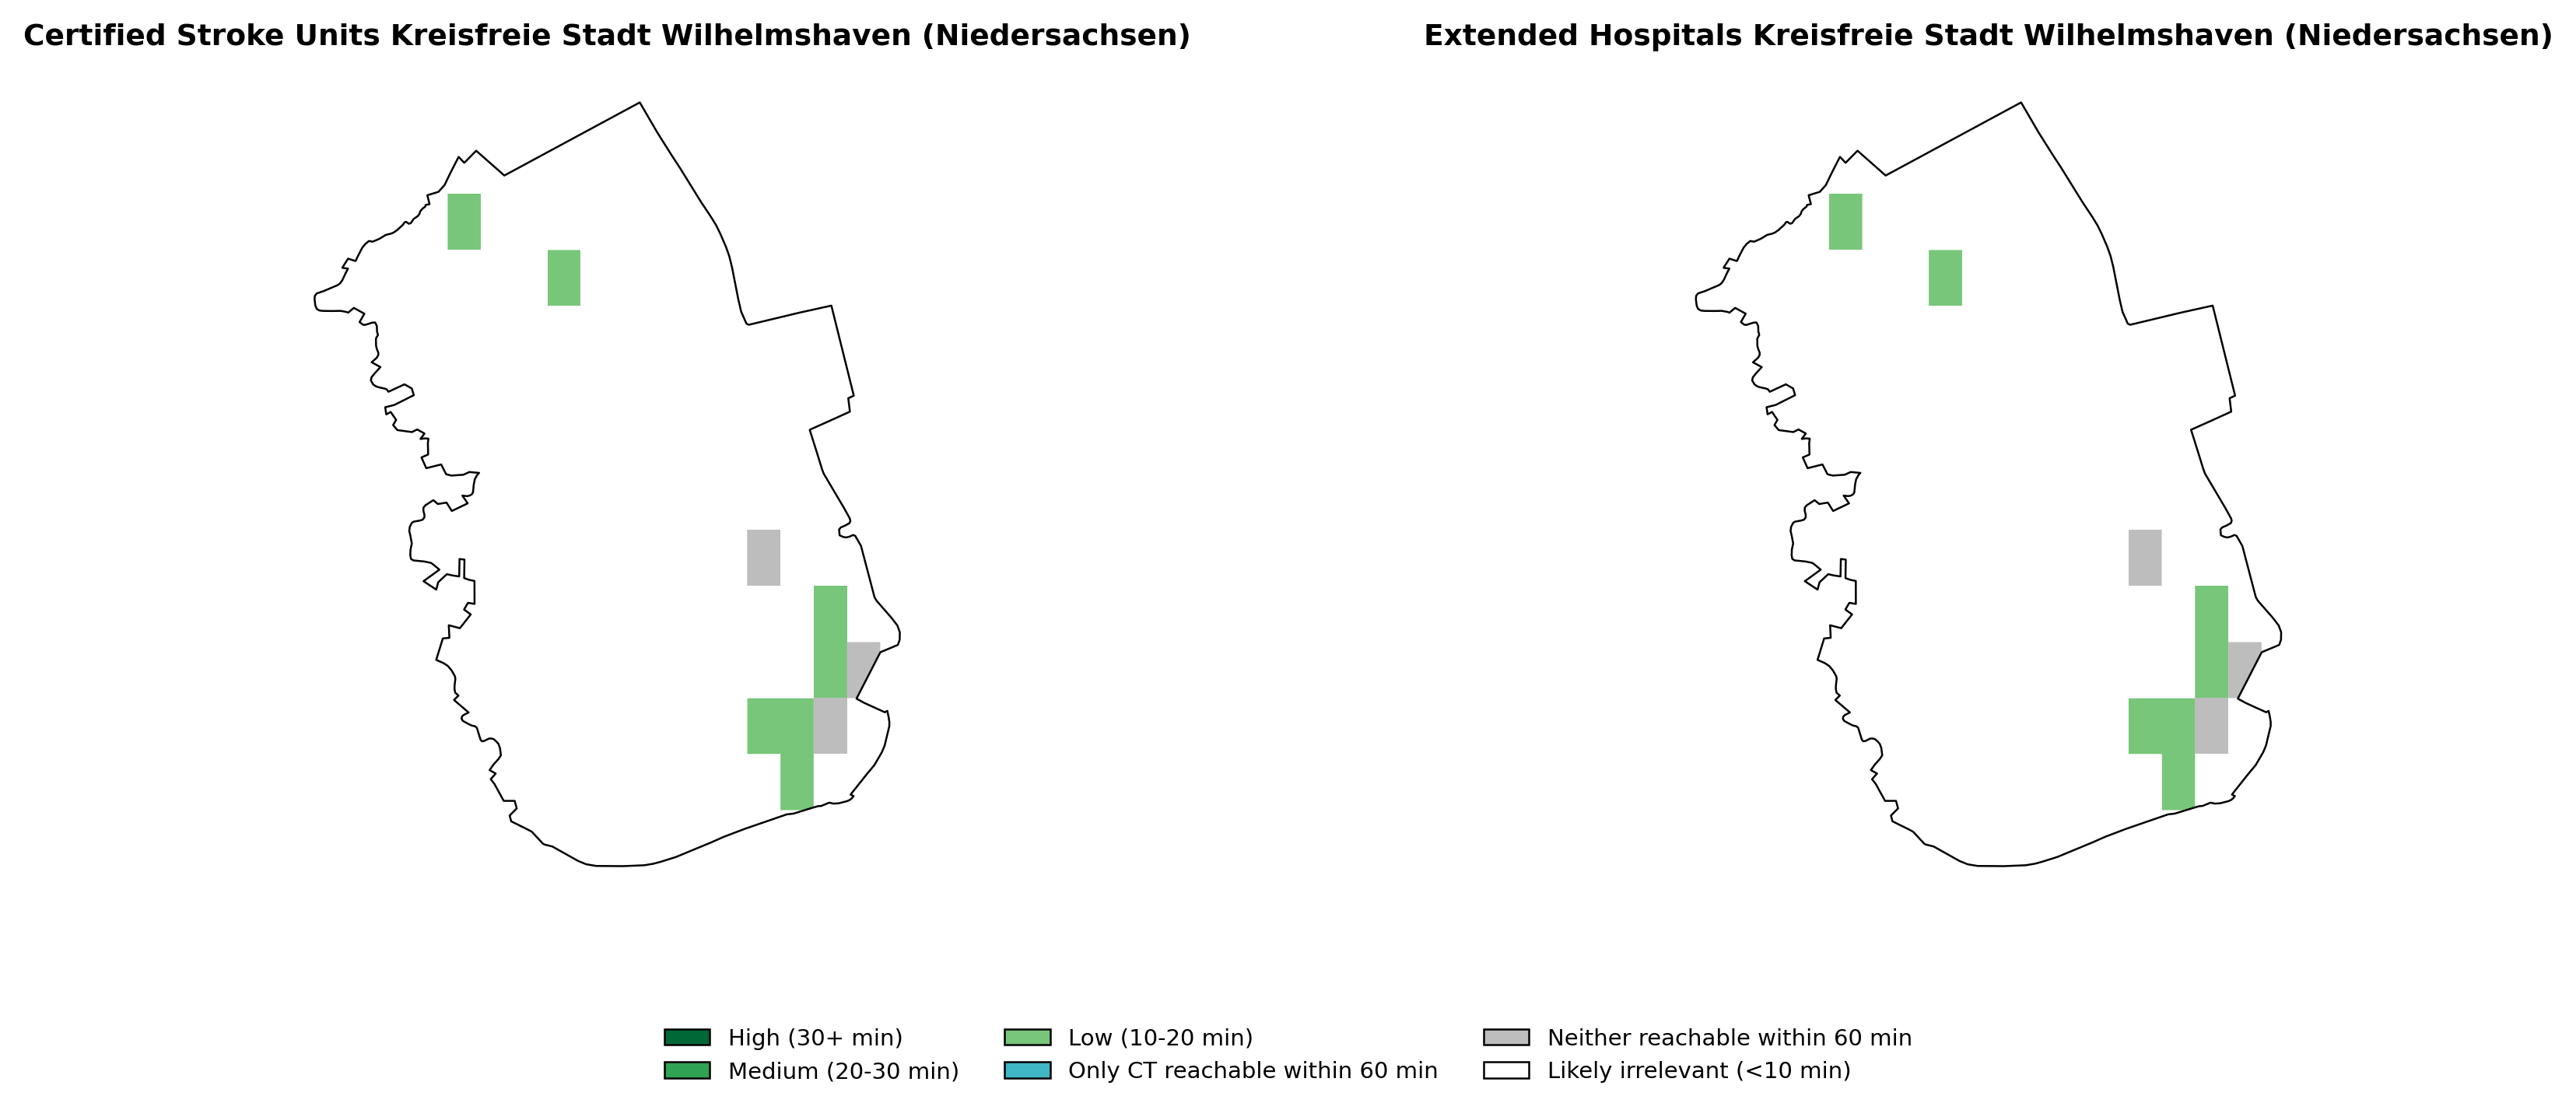 Certified Stroke Units Kreisfreie Stadt Wilhelmshaven (Niedersachsen)
Extended Hospitals Kreisfreie Stadt Wilhelmshaven (Niedersachsen)
High (30+ min)
Medium (20-30 min)
Low (10-20 min)
Only CT reachable within 60 min
Neither reachable within 60 min
Likely irrelevant (<10 min)